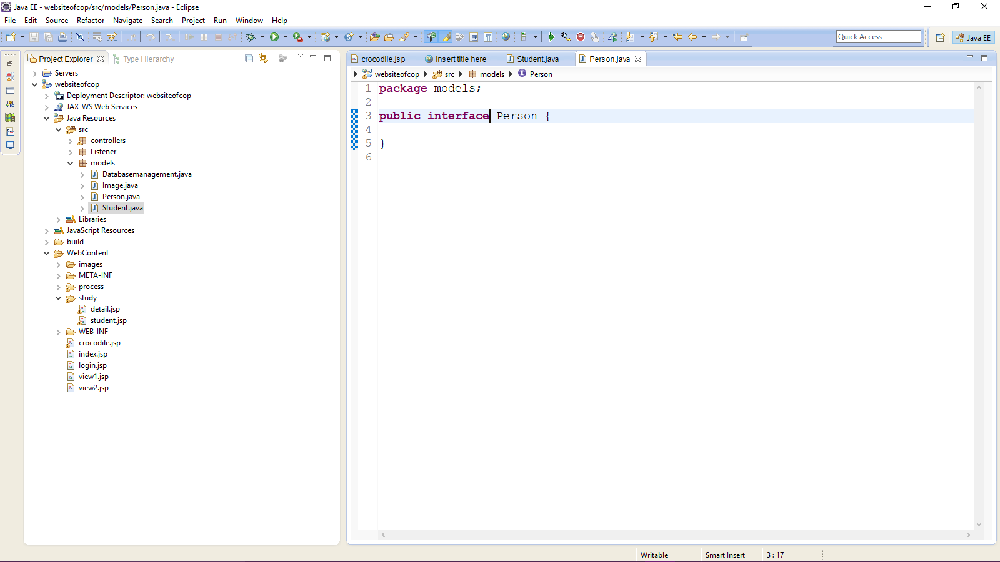 Java EE - websiteofcop/src/models/Person.java - Eclipse
File Edit Source Refactor Navigate Search Project Run Window Help
Quick Access
Java EE
Project Explorer
Type Hierarchy
Servers
websiteofcop
3.0 Deployment Descriptor: websiteofcop
JAX-WS Web Services
Java Resources
src
controllers
Listener
models
Databasemanagement.java
Image.java
Person.java
Student.java
Libraries
JavaScript Resources
build
WebContent
images
META-INF
process
study
detail.jsp
student.jsp
WEB-INF
crocodile.jsp
index.jsp
login.jsp
view1.jsp
view2.jsp
crocodile.jsp Insert title here Student.java Person.java
websiteofcop src models Person
1 package models;
2
3 public interface Person {
4
5 }
6
Writable Smart Insert 3 : 17